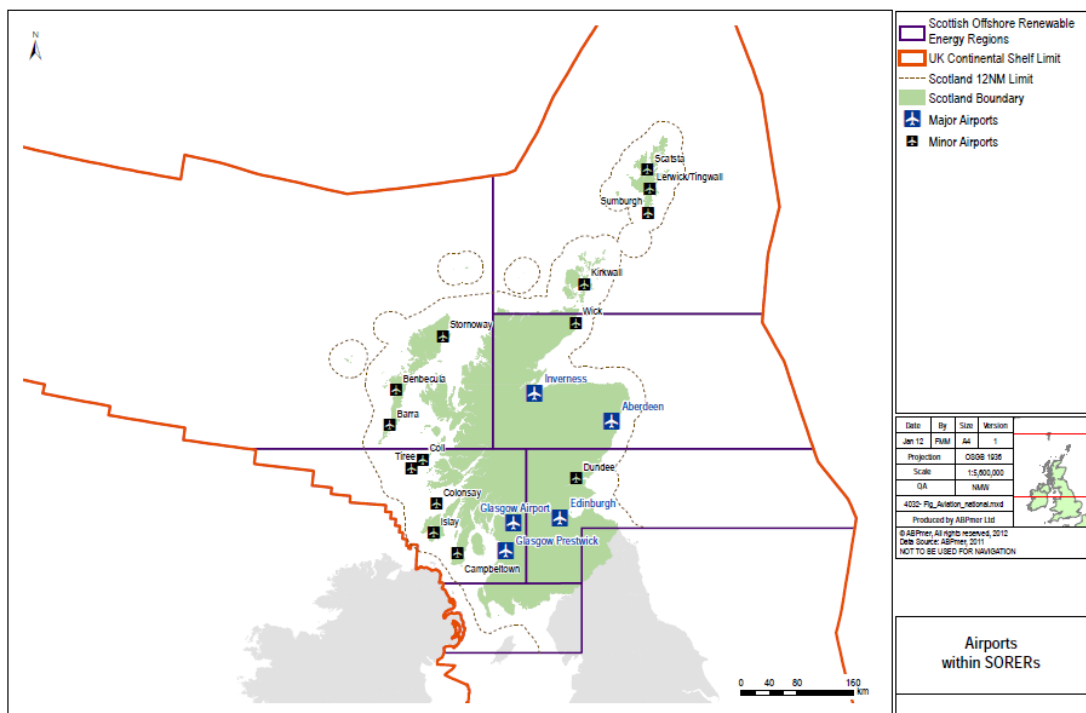 N
Scatsta
Lerwick/Tingwall
Sumburgh
Kirkwall
Wick
Stornoway
Inverness
Benbecula
Aberdeen
Barra
Coll
Tiree
Dundee
Colonsay
Glasgow Airport
Edinburgh
Islay
Glasgow Prestwick
Campbeltown
0 40 80 120 160
km
Scottish Offshore Renewable
Energy Regions
UK Continental Shelf Limit
Scotland 12NM Limit
Scotland Boundary
Major Airports
Minor Airports
Date By Size Version
Jan 12 FMM A4 1
Projection OSGB 1936
Scale 1:5,600,000
QA NMW
4032- Fig_Aviation_national.mxd
Produced by ABPmer Ltd
© ABPmer, All rights reserved, 2012
Data Source: ABPmer, 2011
NOT TO BE USED FOR NAVIGATION
Airports
within SORERs